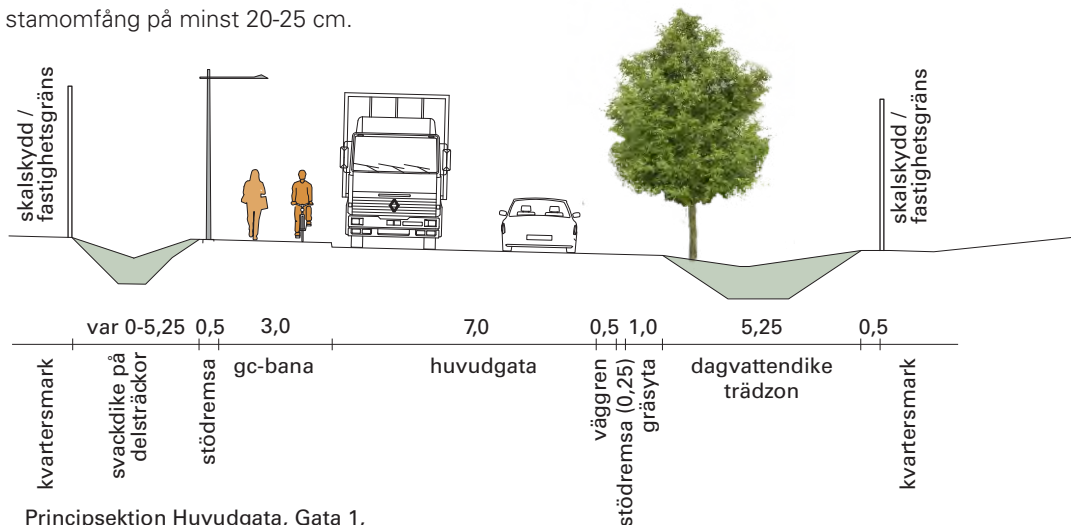 stamomfång på minst 20-25 cm.
skalskydd /
fastighetsgräns
skalskydd /
fastighetsgräns
var 0-5,25 0,5 3,0 7,0 0,5 1,0 5,25 0,5
kvartersmark
svackdike på
delsträckor
stödremsa
gc-bana
huvudgata
väggren
stödremsa (0,25)
gräsyta
dagvattendike
trädzon
kvartersmark
Principsektion Huvudgata, Gata 1,